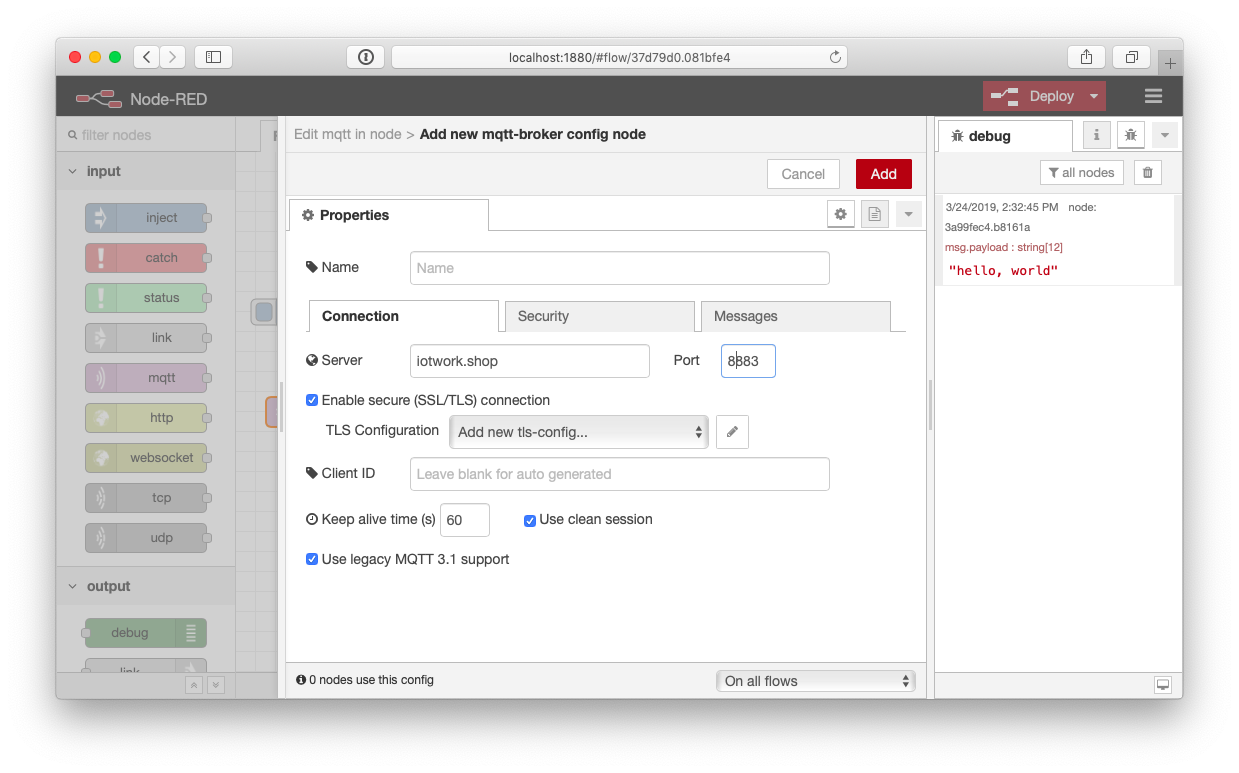 localhost:1880/#flow/37d79d0.081bfe4
Node-RED
Deploy
filter nodes
input
inject
catch
status
link
mqtt
http
websocket
tcp
udp
output
debug
link
Edit mqtt in node > Add new mqtt-broker config node
Cancel
Add
Properties
Name
Name
Connection
Security
Messages
Server
iotwork.shop
Port
8883
Enable secure (SSL/TLS) connection
TLS Configuration
Add new tls-config...
Client ID
Leave blank for auto generated
Keep alive time (s)
60
Use clean session
Use legacy MQTT 3.1 support
0 nodes use this config
On all flows
debug
i
all nodes
3/24/2019, 2:32:45 PM node:
3a99fec4.b8161a
msg.payload : string[12]
"hello, world"